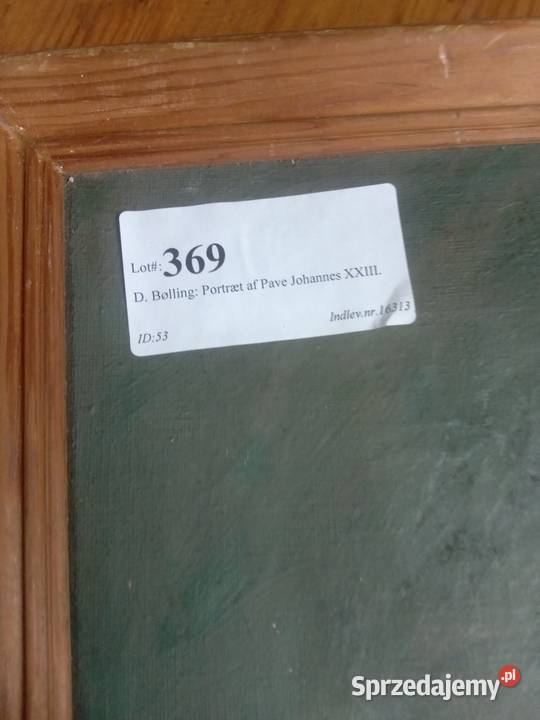 Lot#: 369
D. Bølling: Portræt af Pave Johannes XXIII.
Indlev.nr.16313
ID:53
Sprzedajemy.pl